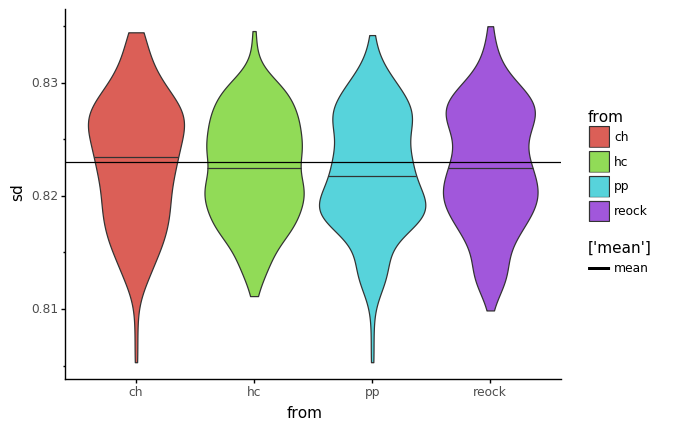 0.83
0.82
0.81
sd
ch
hc
pp
reock
from
from
ch
hc
pp
reock
['mean']
mean